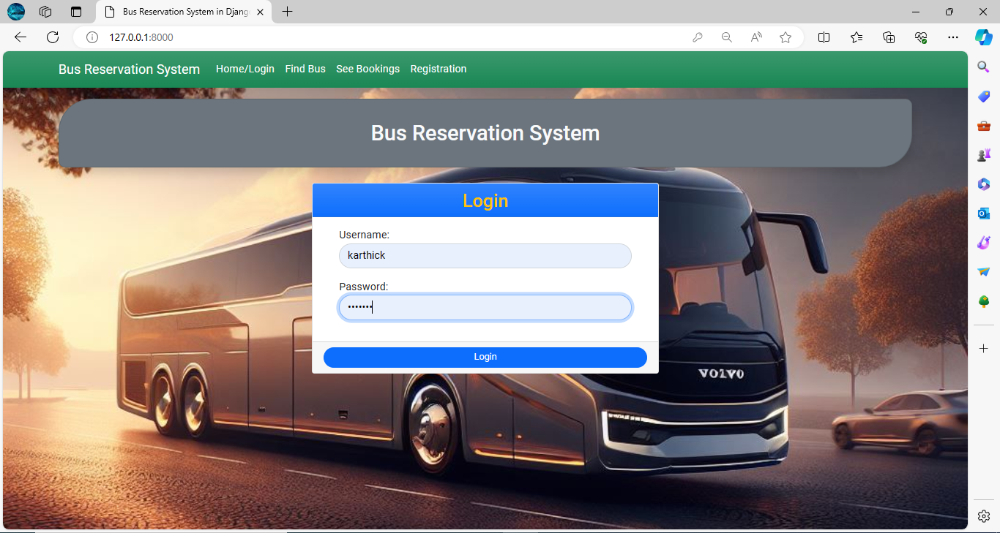 Bus Reservation System in Djang
127.0.0.1:8000
Bus Reservation System Home/Login Find Bus See Bookings Registration
Bus Reservation System
Login
Username:
karthick
Password:
•••••••
Login
VOLVO